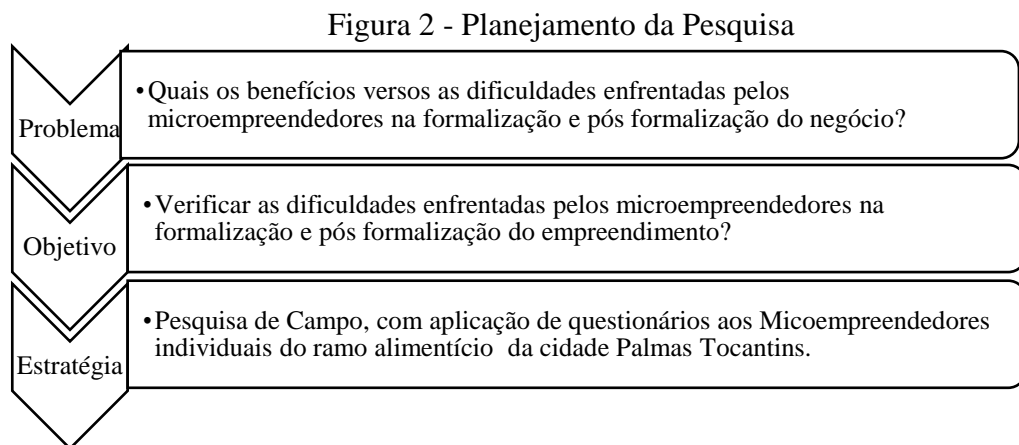 Figura 2 - Planejamento da Pesquisa
Problema
•Quais os benefícios versos as dificuldades enfrentadas pelos
microempreendedores na formalização e pós formalização do negócio?
Objetivo
•Verificar as dificuldades enfrentadas pelos microempreendedores na
formalização e pós formalização do empreendimento?
Estratégia
•Pesquisa de Campo, com aplicação de questionários aos Micoempreendedores
individuais do ramo alimentício da cidade Palmas Tocantins.